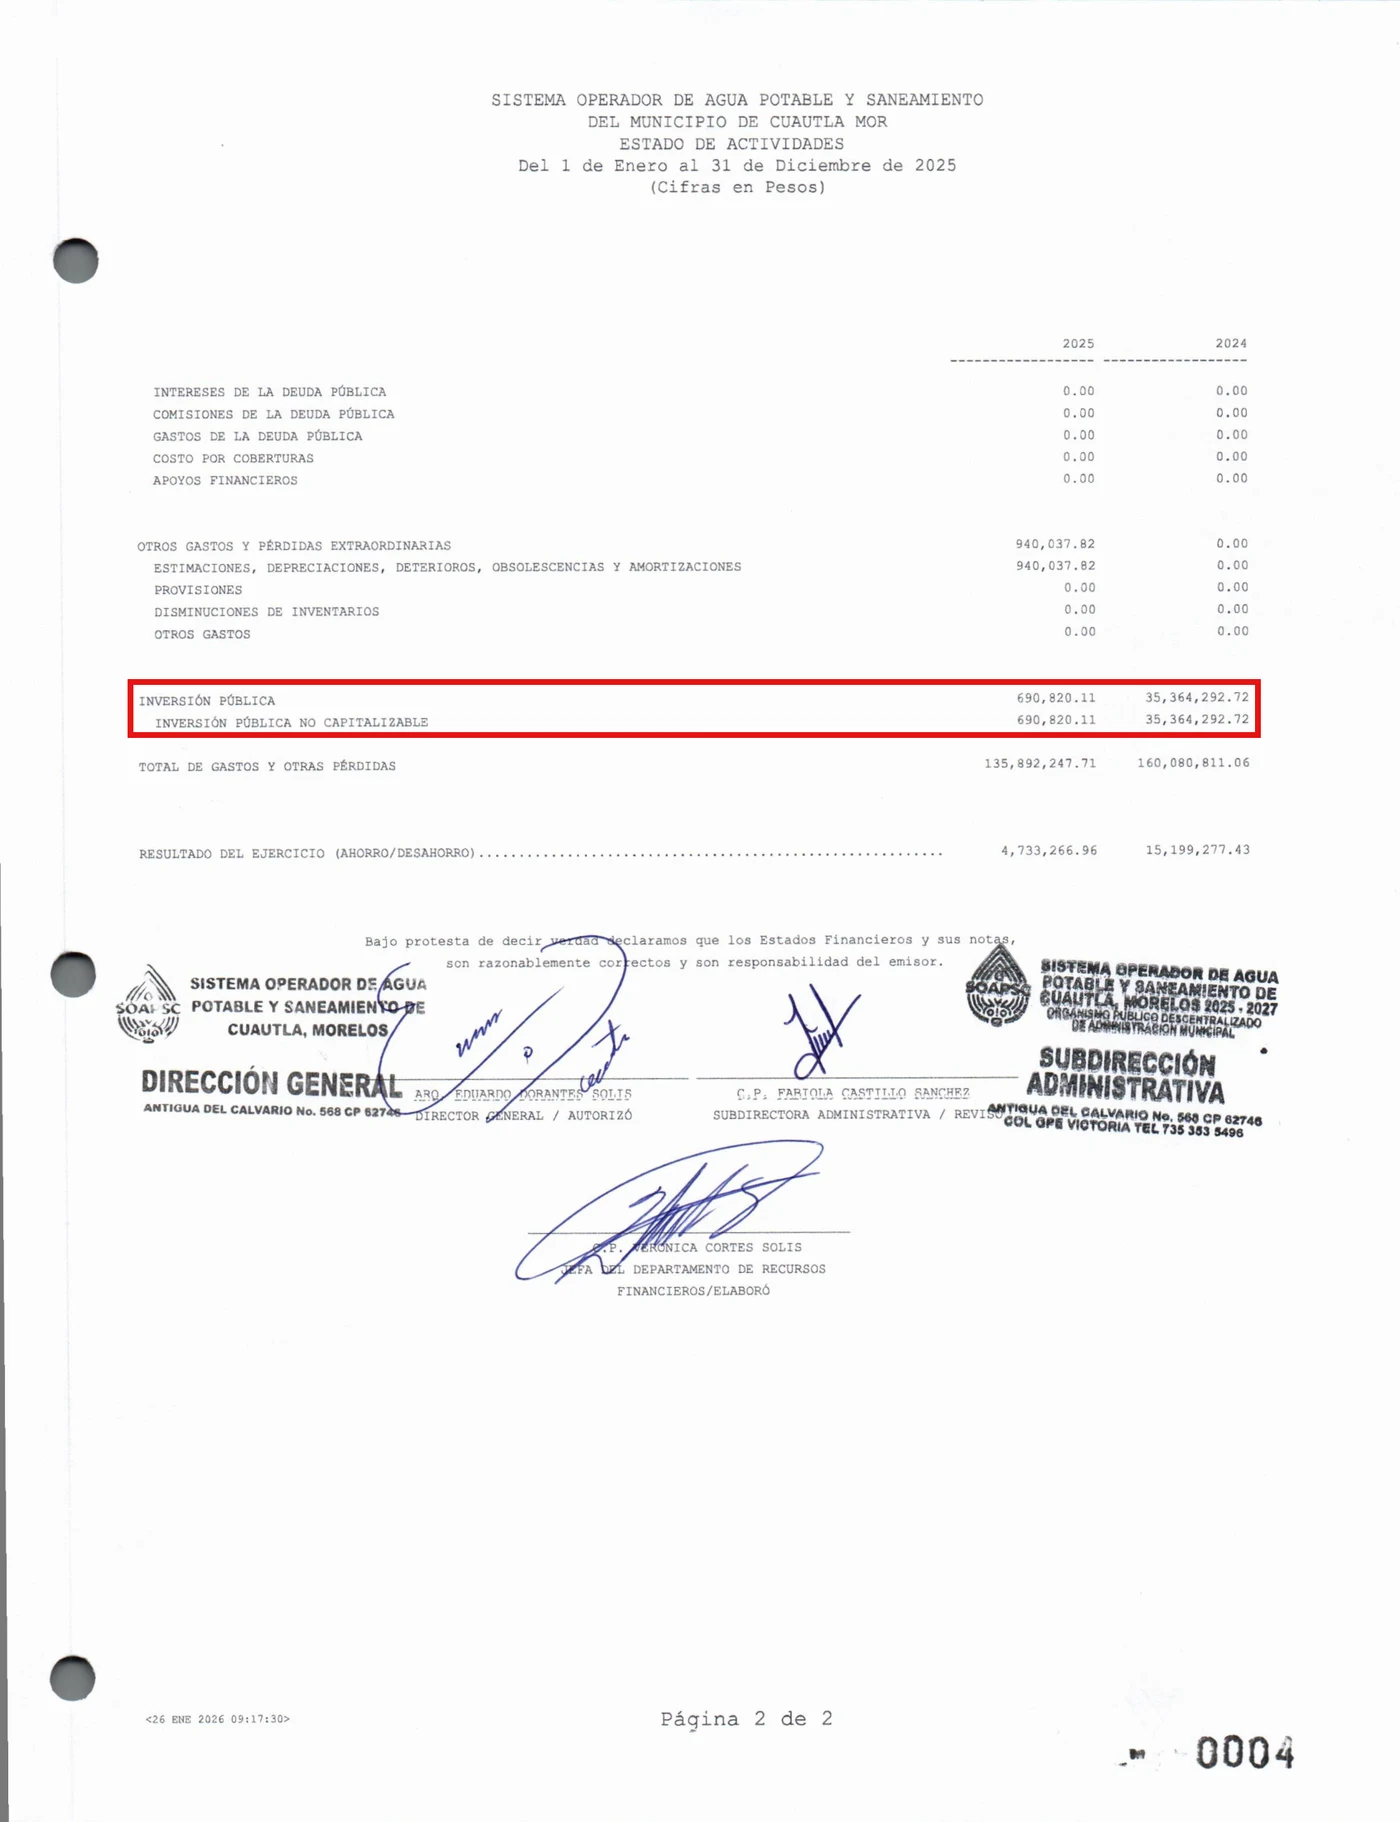 SISTEMA OPERADOR DE AGUA POTABLE Y SANEAMIENTO
DEL MUNICIPIO DE CUAUTLA MOR
ESTADO DE ACTIVIDADES
Del 1 de Enero al 31 de Diciembre de 2025
(Cifras en Pesos)
2025 2024
INTERESES DE LA DEUDA PÚBLICA 0.00 0.00
COMISIONES DE LA DEUDA PÚBLICA 0.00 0.00
GASTOS DE LA DEUDA PÚBLICA 0.00 0.00
COSTO POR COBERTURAS 0.00 0.00
APOYOS FINANCIEROS 0.00 0.00
OTROS GASTOS Y PÉRDIDAS EXTRAORDINARIAS 940,037.82 0.00
ESTIMACIONES, DEPRECIACIONES, DETERIOROS, OBSOLESCENCIAS Y AMORTIZACIONES 940,037.82 0.00
PROVISIONES 0.00 0.00
DISMINUCIONES DE INVENTARIOS 0.00 0.00
OTROS GASTOS 0.00 0.00
INVERSIÓN PÚBLICA 690,820.11 35,364,292.72
INVERSIÓN PÚBLICA NO CAPITALIZABLE 690,820.11 35,364,292.72
TOTAL DE GASTOS Y OTRAS PÉRDIDAS 135,892,247.71 160,080,811.06
RESULTADO DEL EJERCICIO (AHORRO/DESAHORRO).......................................................... 4,733,266.96 15,199,277.43
Bajo protesta de decir verdad declaramos que los Estados Financieros y sus notas,
son razonablemente correctos y son responsabilidad del emisor.
SOAPSC
SISTEMA OPERADOR DE AGUA
POTABLE Y SANEAMIENTO DE
CUAUTLA, MORELOS
DIRECCIÓN GENERAL
ANTIGUA DEL CALVARIO No. 568 CP 62746
ARQ. EDUARDO DORANTES SOLIS
DIRECTOR GENERAL / AUTORIZÓ
C.P. FABIOLA CASTILLO SANCHEZ
SUBDIRECTORA ADMINISTRATIVA / REVISÓ
SOAPSC
SISTEMA OPERADOR DE AGUA
POTABLE Y SANEAMIENTO DE
CUAUTLA, MORELOS 2025 - 2027
ORGANISMO PUBLICO DESCENTRALIZADO
DE ADMINISTRACION MUNICIPAL
SUBDIRECCIÓN
ADMINISTRATIVA
ANTIGUA DEL CALVARIO No. 568 CP 62746
COL GPE VICTORIA TEL 735 353 5496
C.P. VERONICA CORTES SOLIS
JEFA DEL DEPARTAMENTO DE RECURSOS
FINANCIEROS/ELABORÓ
<26 ENE 2026 09:17:30>
Página 2 de 2
0004